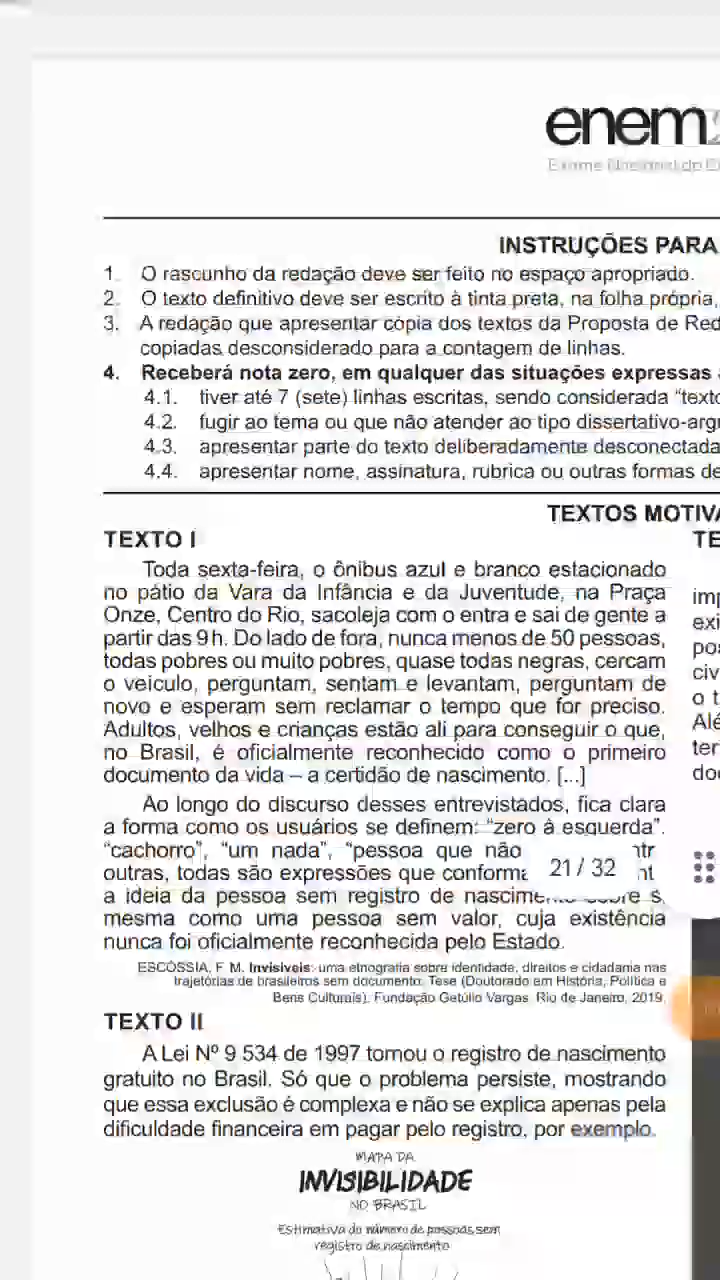 enem
Exame Nacional do E
INSTRUÇÕES PARA
1. O rascunho da redação deve ser feito no espaço apropriado.
2. O texto definitivo deve ser escrito à tinta preta, na folha própria,
3. A redação que apresentar cópia dos textos da Proposta de Red
copiadas desconsiderado para a contagem de linhas.
4. Receberá nota zero, em qualquer das situações expressas a
4.1. tiver até 7 (sete) linhas escritas, sendo considerada “texto
4.2. fugir ao tema ou que não atender ao tipo dissertativo-argu
4.3. apresentar parte do texto deliberadamente desconectada
4.4. apresentar nome, assinatura, rubrica ou outras formas de
TEXTOS MOTIVA
TEXTO I
Toda sexta-feira, o ônibus azul e branco estacionado
no pátio da Vara da Infância e da Juventude, na Praça
Onze, Centro do Rio, sacoleja com o entra e sai de gente a
partir das 9 h. Do lado de fora, nunca menos de 50 pessoas,
todas pobres ou muito pobres, quase todas negras, cercam
o veículo, perguntam, sentam e levantam, perguntam de
novo e esperam sem reclamar o tempo que for preciso.
Adultos, velhos e crianças estão ali para conseguir o que,
no Brasil, é oficialmente reconhecido como o primeiro
documento da vida – a certidão de nascimento. [...]
Ao longo do discurso desses entrevistados, fica clara
a forma como os usuários se definem: “zero à esquerda”,
“cachorro”, “um nada”, “pessoa que não
outras, todas são expressões que conforma
a ideia da pessoa sem registro de nascimento sobre si
mesma como uma pessoa sem valor, cuja existência
nunca foi oficialmente reconhecida pelo Estado.
ESCÓSSIA, F. M. Invisíveis: uma etnografia sobre identidade, direitos e cidadania nas
trajetórias de brasileiros sem documento. Tese (Doutorado em História, Política e
Bens Culturais). Fundação Getúlio Vargas. Rio de Janeiro, 2019.
TEXTO II
A Lei Nº 9 534 de 1997 tornou o registro de nascimento
gratuito no Brasil. Só que o problema persiste, mostrando
que essa exclusão é complexa e não se explica apenas pela
dificuldade financeira em pagar pelo registro, por exemplo.
MAPA DA
INVISIBILIDADE
NO BRASIL
Estimativa do número de pessoas sem
registro de nascimento
TE
imp
exi
pos
civ
o t
Alé
ter
doc
21 / 32